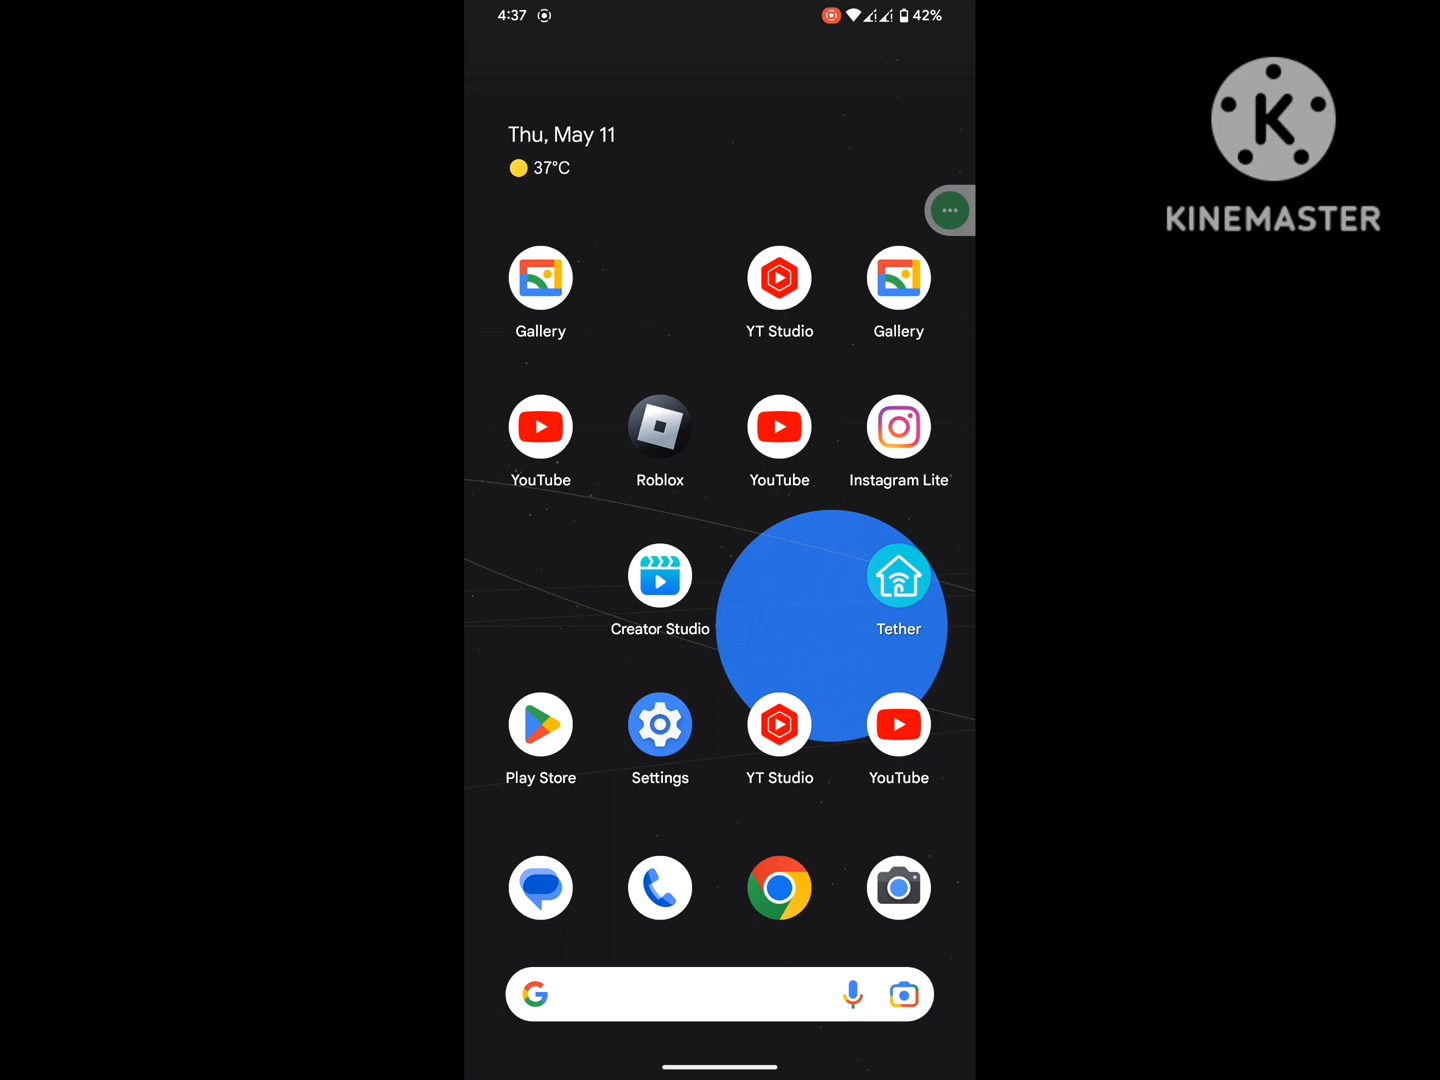 4:37
42%
Thu, May 11
37°C
K
KINEMASTER
Gallery
YT Studio
Gallery
YouTube
Roblox
YouTube
Instagram Lite
Creator Studio
Tether
Play Store
Settings
YT Studio
YouTube
G